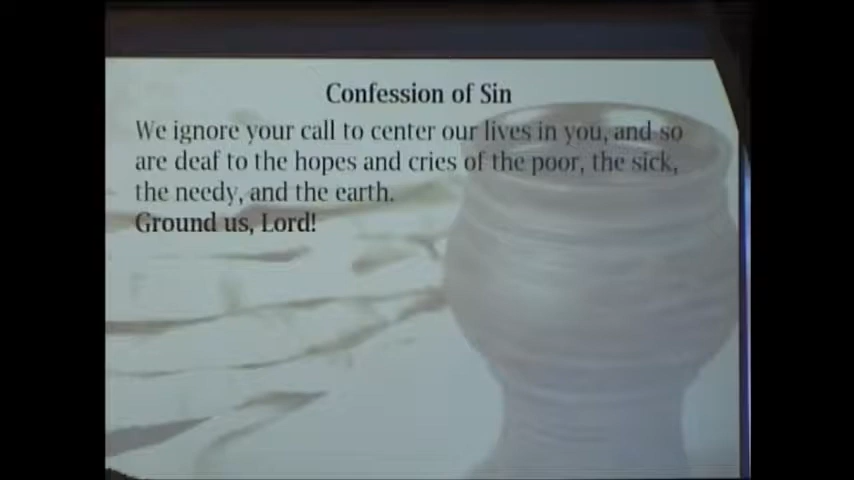 Confession of Sin
We ignore your call to center our lives in you, and so
are deaf to the hopes and cries of the poor, the sick,
the needy, and the earth.
Ground us, Lord!